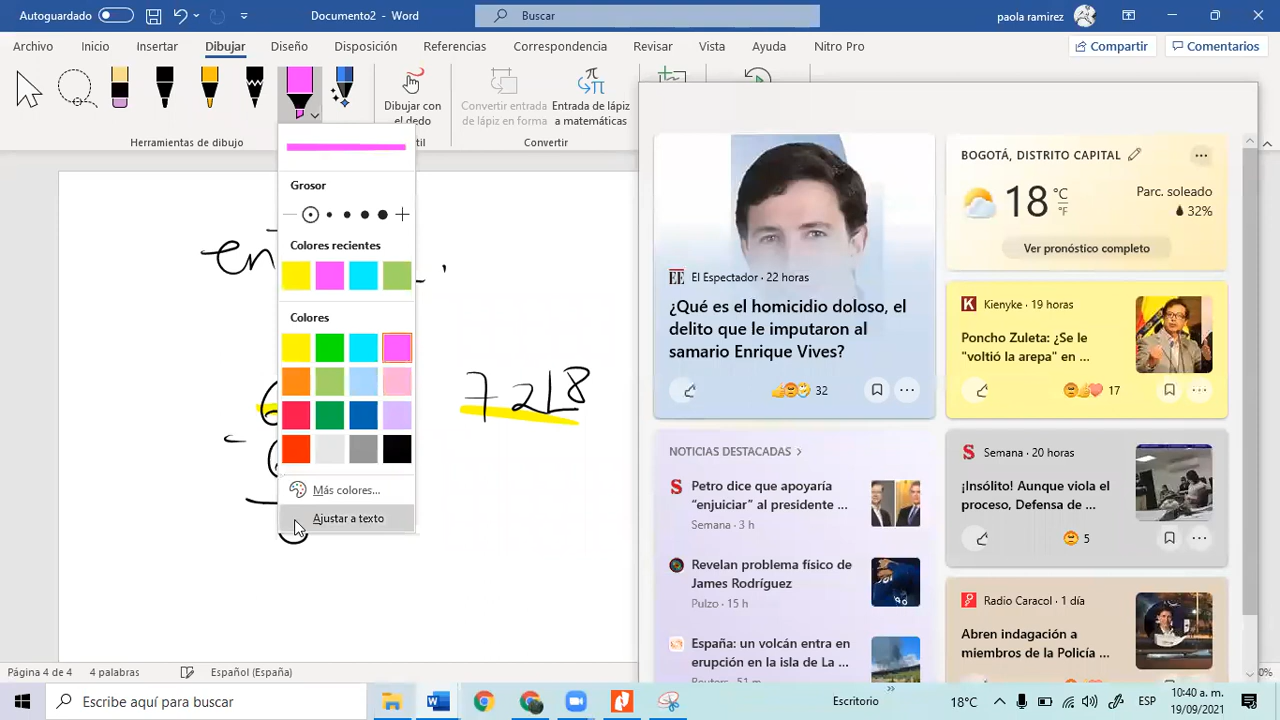 Autoguardado
Documento2 - Word
Buscar
paola ramirez
Archivo Inicio Insertar Dibujar Diseño Disposición Referencias Correspondencia Revisar Vista Ayuda Nitro Pro
Compartir
Comentarios
Dibujar con el dedo
Convertir entrada de lápiz en forma
Entrada de lápiz a matemáticas
Herramientas de dibujo
til
Convertir
Grosor
Colores recientes
Colores
Más colores...
Ajustar a texto
en
6
7218
El Espectador · 22 horas
¿Qué es el homicidio doloso, el
delito que le imputaron al
samario Enrique Vives?
32
BOGOTÁ, DISTRITO CAPITAL
18 °C
°F
Parc. soleado
32%
Ver pronóstico completo
Kienyke · 19 horas
Poncho Zuleta: ¿Se le
"voltió la arepa" en ...
17
NOTICIAS DESTACADAS
Petro dice que apoyaría
"enjuiciar" al presidente ...
Semana · 3 h
Revelan problema físico de
James Rodríguez
Pulzo · 15 h
España: un volcán entra en
erupción en la isla de La ...
Reuters · 51 m
Semana · 20 horas
¡Insólito! Aunque viola el
proceso, Defensa de ...
5
Radio Caracol · 1 día
Abren indagación a
miembros de la Policía ...
Página 4 de 4
4 palabras
Español (España)
0%
Escribe aquí para buscar
Escritorio
18°C
ESP
10:40 a. m.
19/09/2021